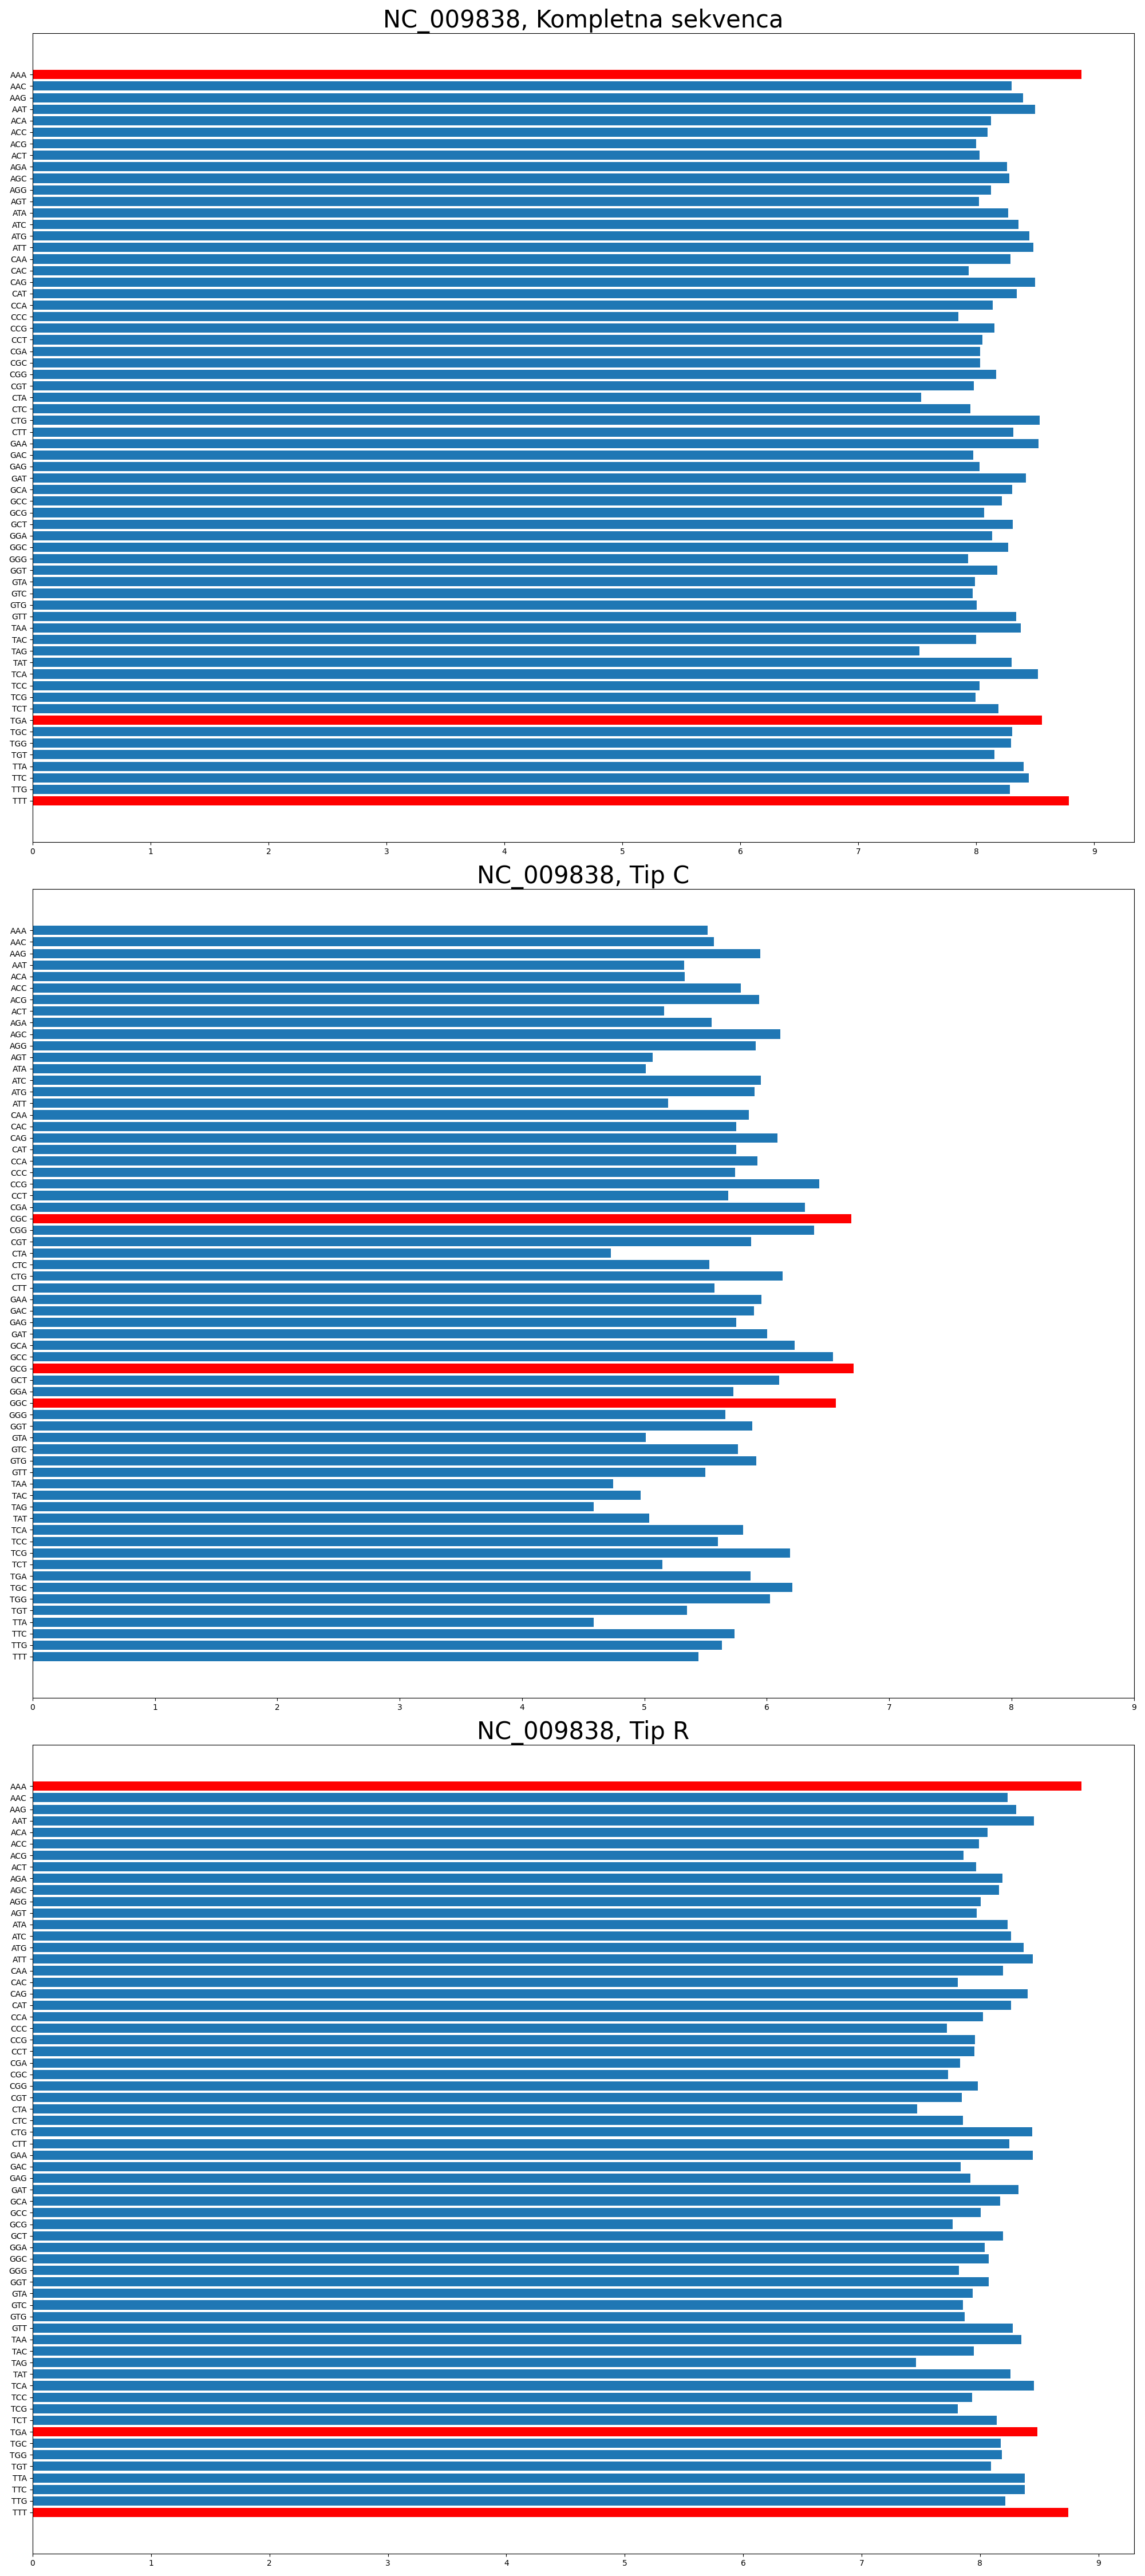 NC_009838, Kompletna sekvenca
AAA
AAC
AAG
AAT
ACA
ACC
ACG
ACT
AGA
AGC
AGG
AGT
ATA
ATC
ATG
ATT
CAA
CAC
CAG
CAT
CCA
CCC
CCG
CCT
CGA
CGC
CGG
CGT
CTA
CTC
CTG
CTT
GAA
GAC
GAG
GAT
GCA
GCC
GCG
GCT
GGA
GGC
GGG
GGT
GTA
GTC
GTG
GTT
TAA
TAC
TAG
TAT
TCA
TCC
TCG
TCT
TGA
TGC
TGG
TGT
TTA
TTC
TTG
TTT
0 1 2 3 4 5 6 7 8 9
NC_009838, Tip C
AAA
AAC
AAG
AAT
ACA
ACC
ACG
ACT
AGA
AGC
AGG
AGT
ATA
ATC
ATG
ATT
CAA
CAC
CAG
CAT
CCA
CCC
CCG
CCT
CGA
CGC
CGG
CGT
CTA
CTC
CTG
CTT
GAA
GAC
GAG
GAT
GCA
GCC
GCG
GCT
GGA
GGC
GGG
GGT
GTA
GTC
GTG
GTT
TAA
TAC
TAG
TAT
TCA
TCC
TCG
TCT
TGA
TGC
TGG
TGT
TTA
TTC
TTG
TTT
0 1 2 3 4 5 6 7 8 9
NC_009838, Tip R
AAA
AAC
AAG
AAT
ACA
ACC
ACG
ACT
AGA
AGC
AGG
AGT
ATA
ATC
ATG
ATT
CAA
CAC
CAG
CAT
CCA
CCC
CCG
CCT
CGA
CGC
CGG
CGT
CTA
CTC
CTG
CTT
GAA
GAC
GAG
GAT
GCA
GCC
GCG
GCT
GGA
GGC
GGG
GGT
GTA
GTC
GTG
GTT
TAA
TAC
TAG
TAT
TCA
TCC
TCG
TCT
TGA
TGC
TGG
TGT
TTA
TTC
TTG
TTT
0 1 2 3 4 5 6 7 8 9